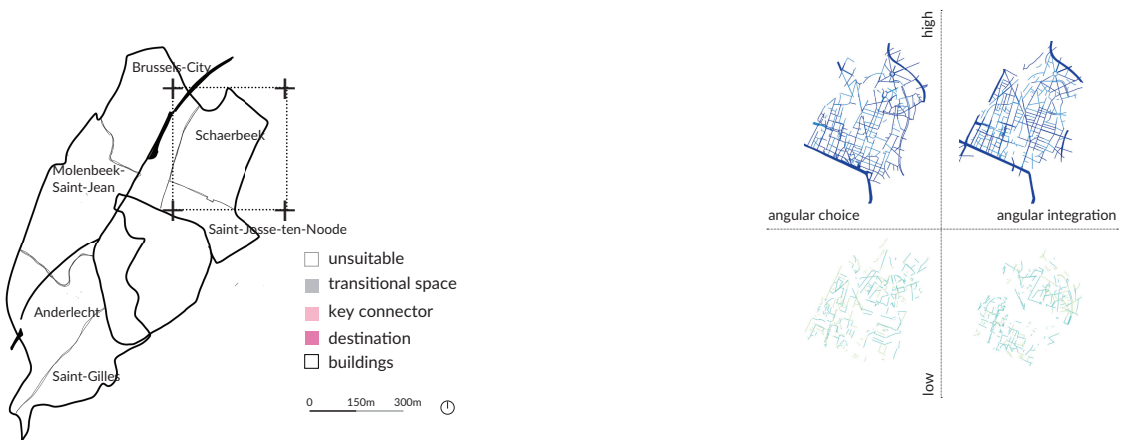 Brussels-City
Schaerbeek
Molenbeek-
Saint-Jean
Saint-Josse-ten-Noode
Anderlecht
Saint-Gilles
unsuitable
transitional space
key connector
destination
buildings
0 150m 300m
high
angular choice angular integration
low